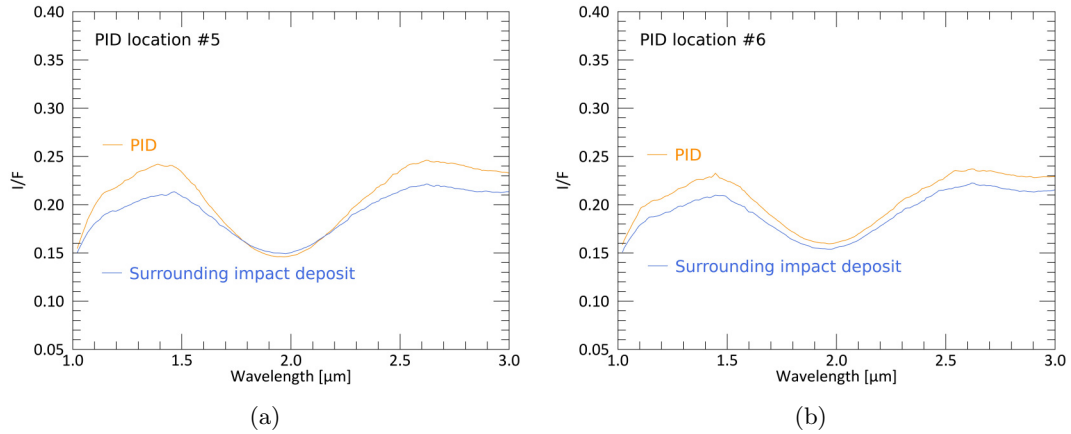 PID location #5
0.40
0.35
0.30
0.25
0.20
0.15
0.10
0.05
I/F
PID
Surrounding impact deposit
1.0 1.5 2.0 2.5 3.0
Wavelength [μm]
(a)
PID location #6
0.40
0.35
0.30
0.25
0.20
0.15
0.10
0.05
I/F
PID
Surrounding impact deposit
1.0 1.5 2.0 2.5 3.0
Wavelength [μm]
(b)